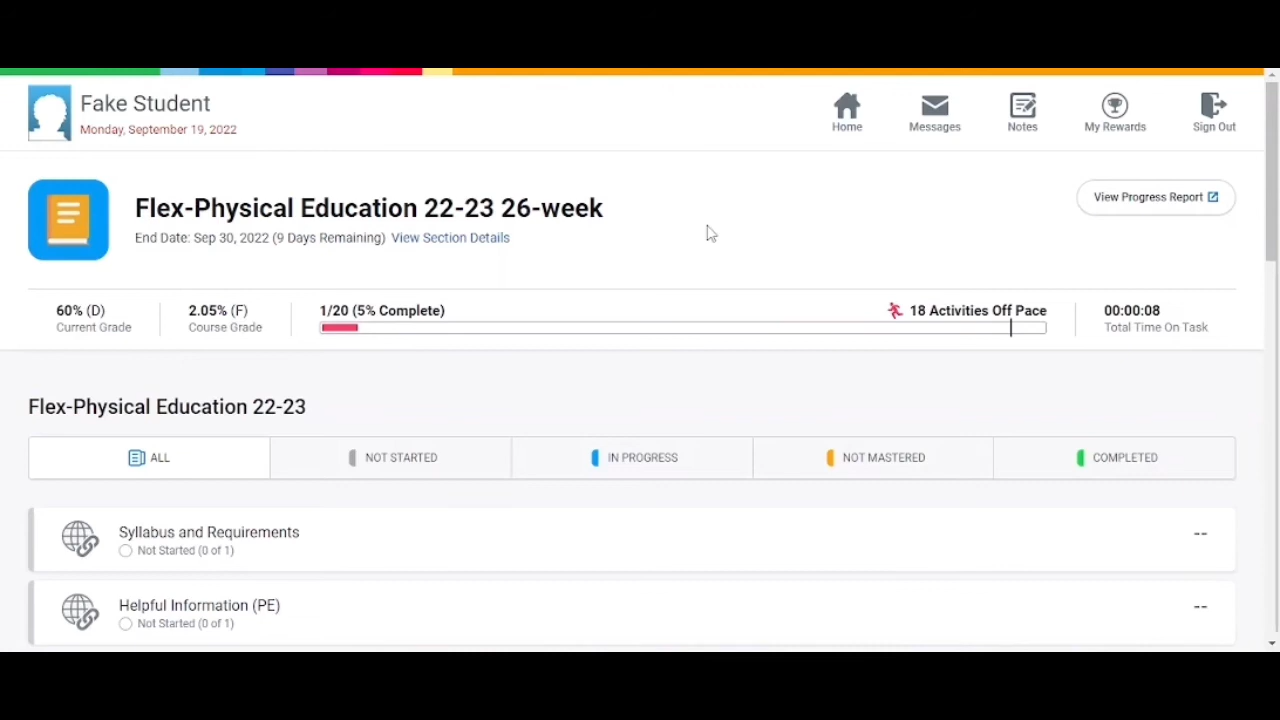 Fake Student
Monday, September 19, 2022
Home
Messages
Notes
My Rewards
Sign Out
Flex-Physical Education 22-23 26-week
End Date: Sep 30, 2022 (9 Days Remaining) View Section Details
View Progress Report
60% (D)
Current Grade
2.05% (F)
Course Grade
1/20 (5% Complete)
18 Activities Off Pace
00:00:08
Total Time On Task
Flex-Physical Education 22-23
ALL
NOT STARTED
IN PROGRESS
NOT MASTERED
COMPLETED
Syllabus and Requirements
--
Not Started (0 of 1)
Helpful Information (PE)
--
Not Started (0 of 1)